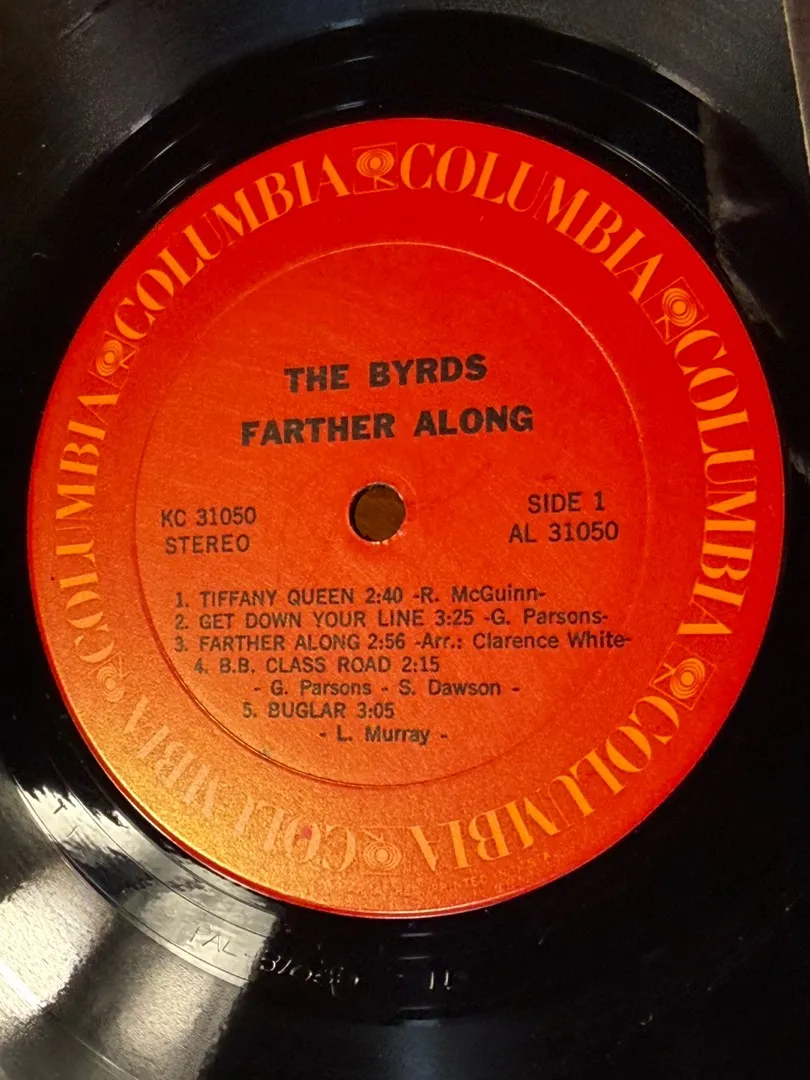 COLUMBIA COLUMBIA COLUMBIA COLUMBIA COLUMBIA COLUMBIA
THE BYRDS
FARTHER ALONG
KC 31050
STEREO
SIDE 1
AL 31050
1. TIFFANY QUEEN 2:40 -R. McGuinn-
2. GET DOWN YOUR LINE 3:25 -G. Parsons-
3. FARTHER ALONG 2:56 -Arr.: Clarence White-
4. B.B. CLASS ROAD 2:15
- G. Parsons - S. Dawson -
5. BUGLAR 3:05
- L. Murray -